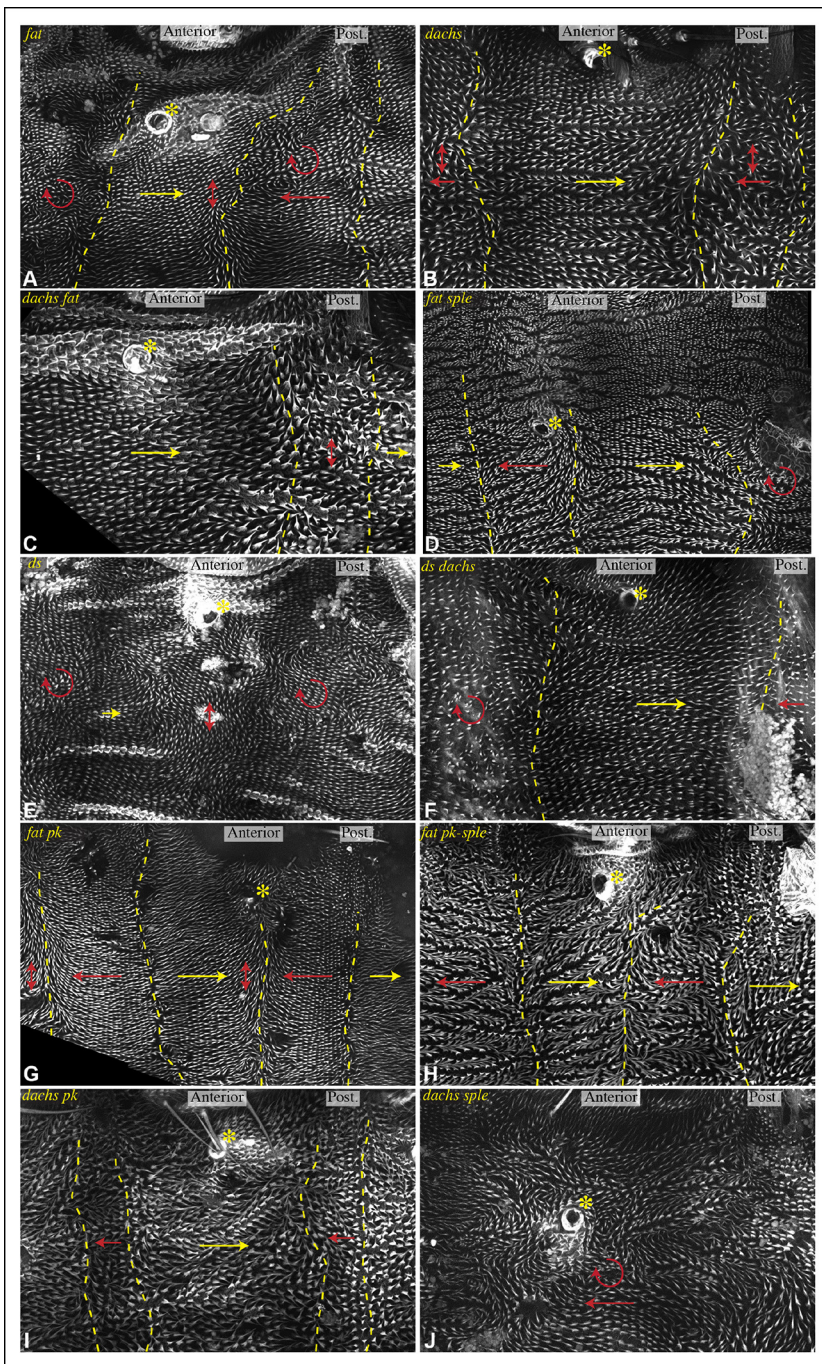 fat Anterior Post.
*
A
dachs Anterior Post.
*
B
dachs fat Anterior Post.
*
C
fat sple Anterior Post.
*
D
ds Anterior Post.
*
E
ds dachs Anterior Post.
*
F
fat pk Anterior Post.
*
G
fat pk-sple Anterior Post.
*
H
dachs pk Anterior Post.
*
I
dachs sple Anterior Post.
*
J